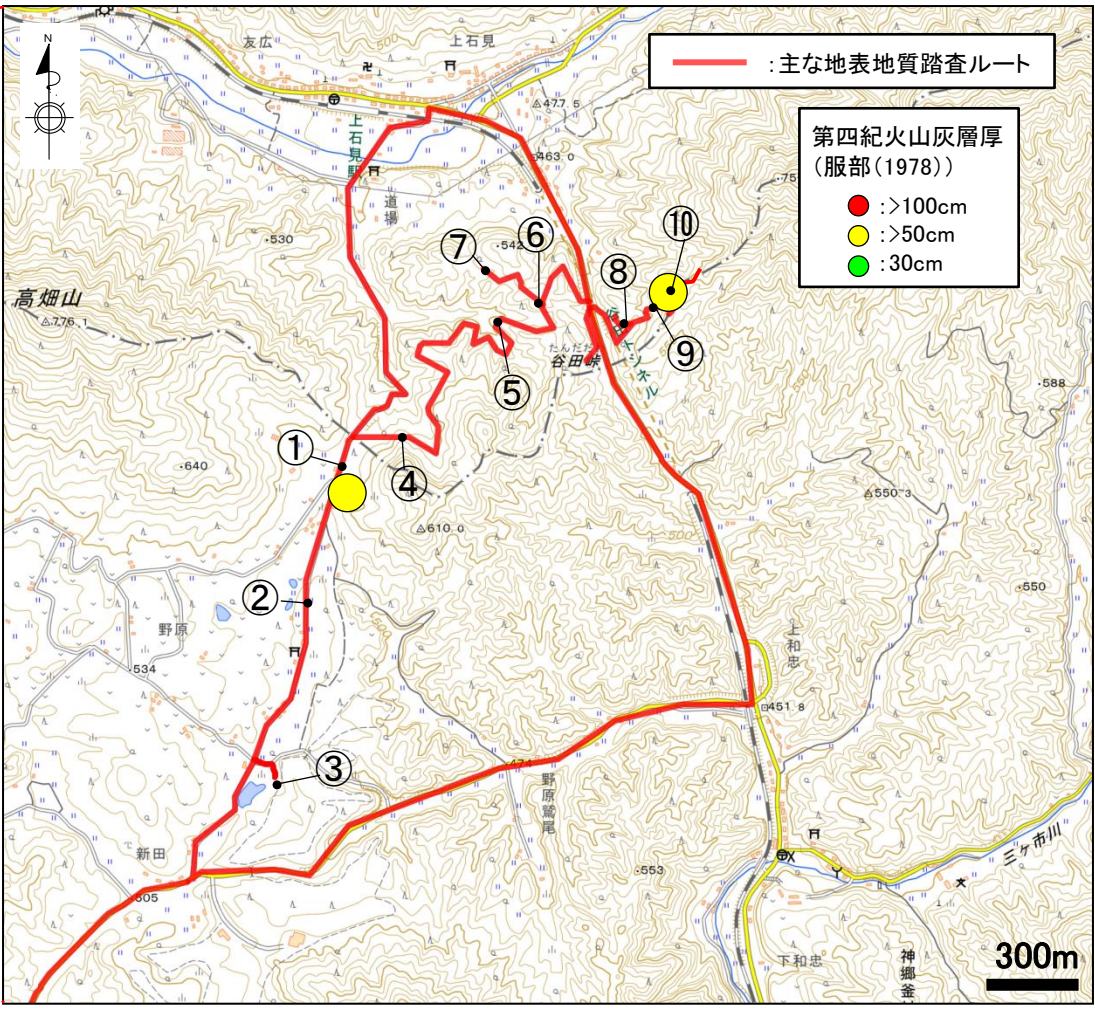 N
友広
上石見
:主な地表地質踏査ルート
△477.5
上石見駅
463.0
第四紀火山灰層厚
(服部(1978))
:>100cm
:>50cm
:30cm
道場
・530
・542
⑦
⑥
⑧
⑩
⑨
⑤
高畑山
△776.1
たんだだ
谷田峠
トンネル
・588
550
①
④
・640
△610.0
△550.3
500
②
・550
野原
上和忠
・534
451.8
474
③
野原鷲尾
新田
・505
・553
三ヶ市川
下和忠
神郷釜
300m